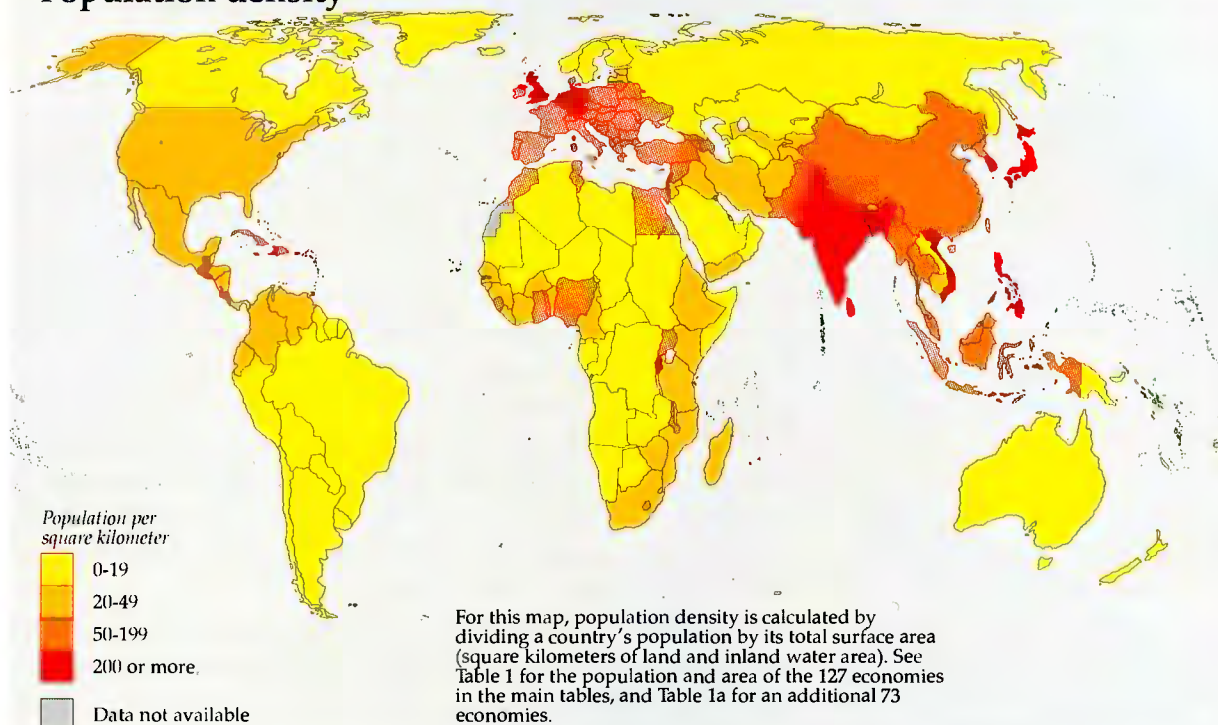 Population density
Population per
square kilometer
0-19
20-49
50-199
200 or more
Data not available
For this map, population density is calculated by
dividing a country's population by its total surface area
(square kilometers of land and inland water area). See
Table 1 for the population and area of the 127 economies
in the main tables, and Table 1a for an additional 73
economies.